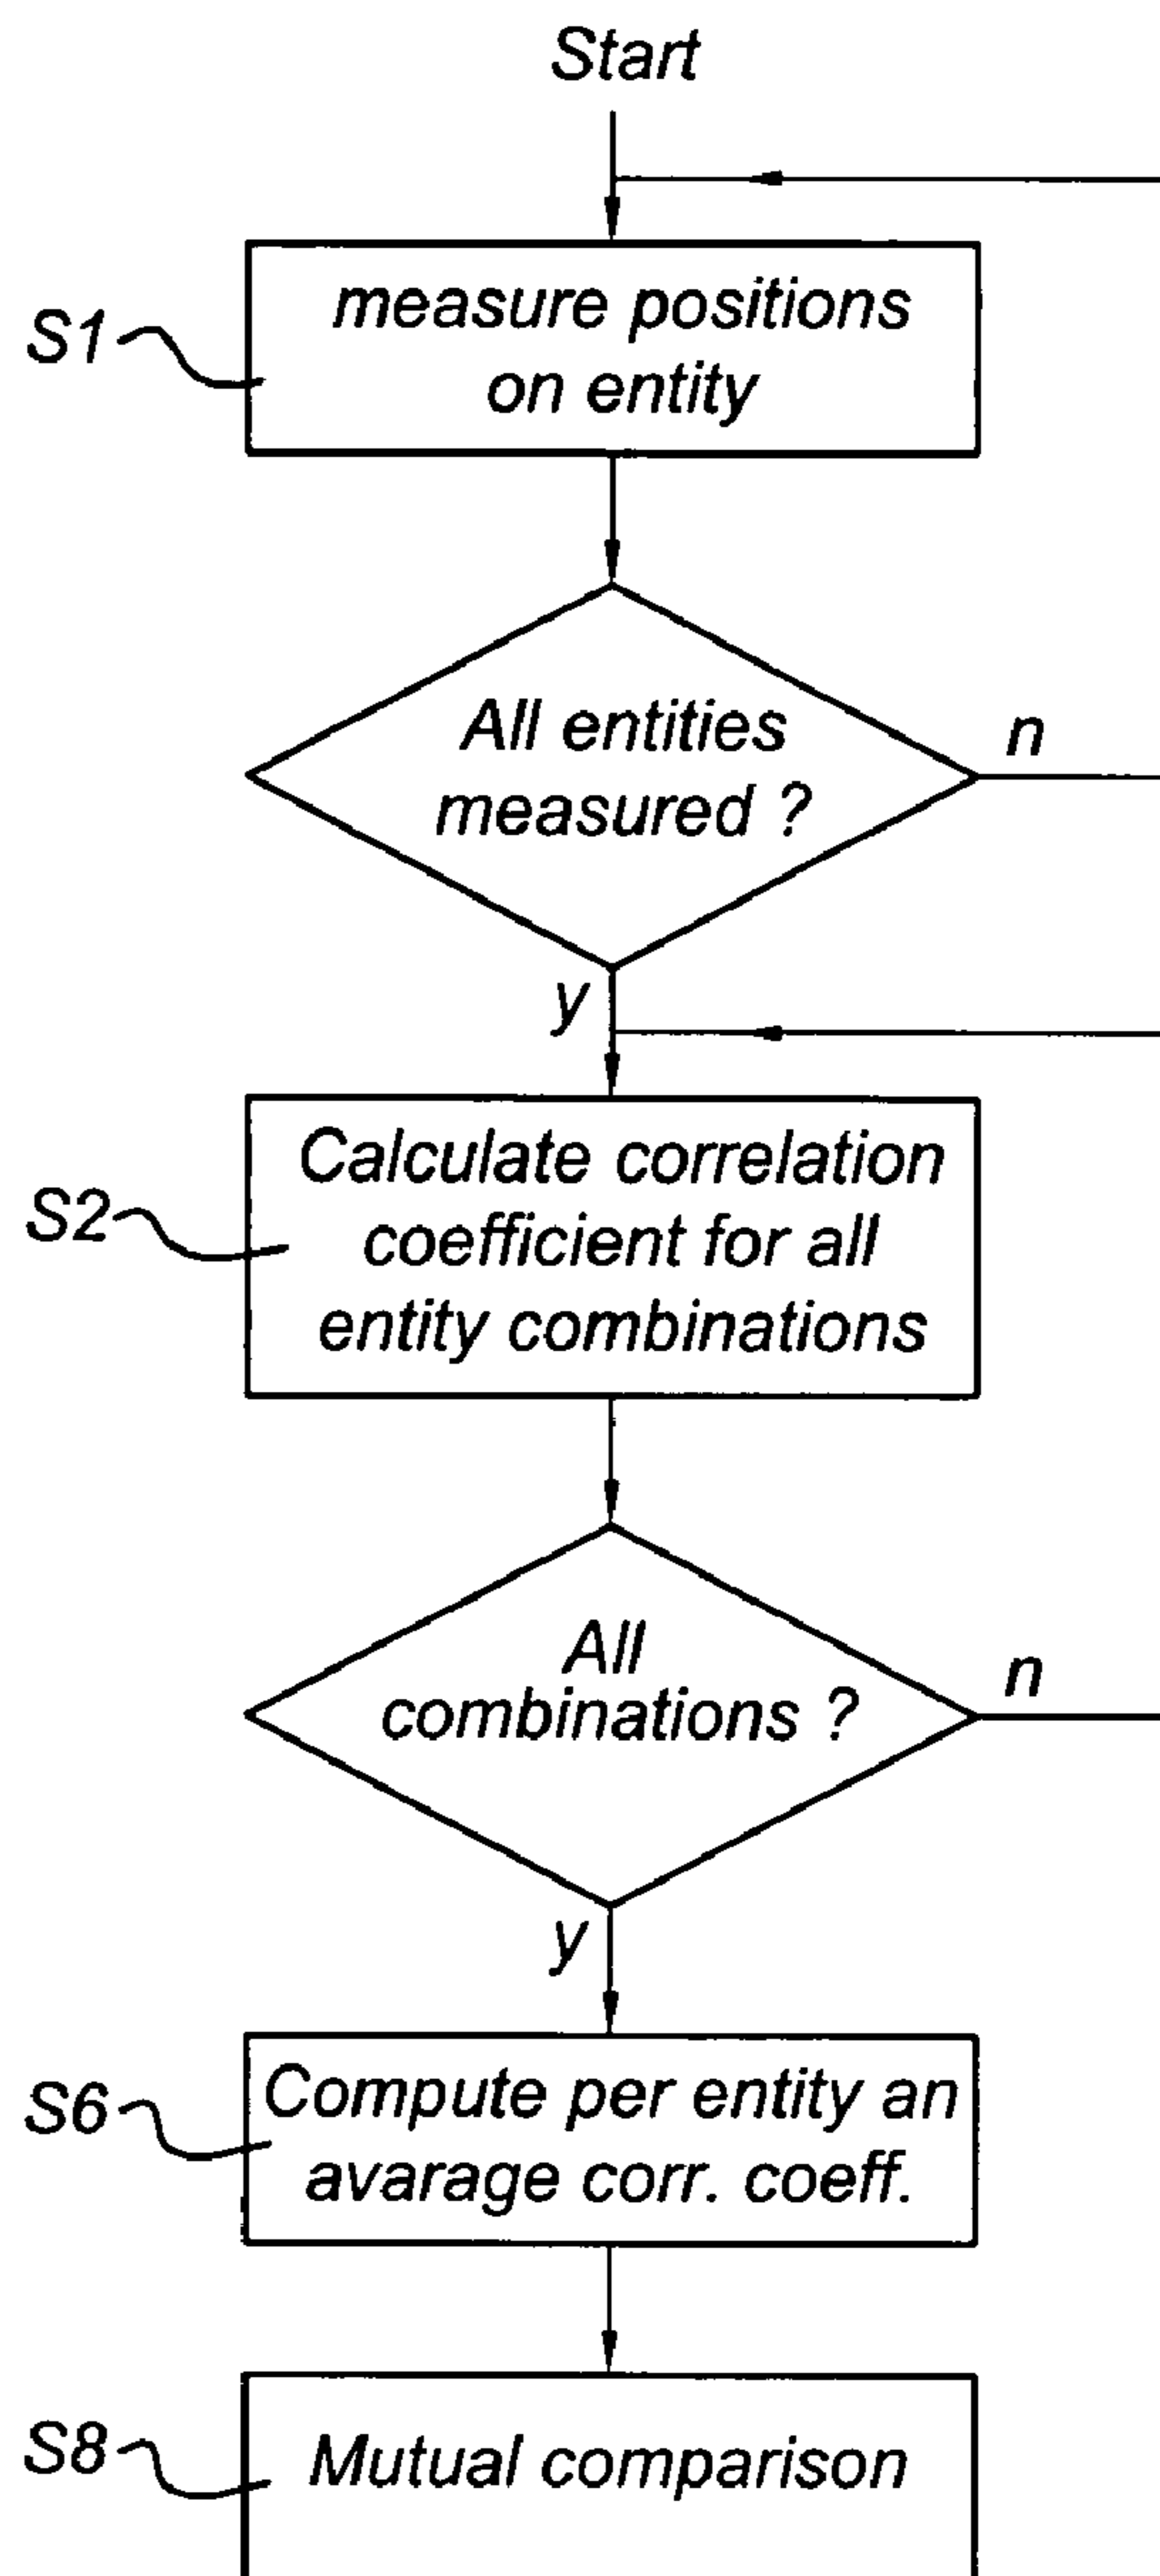 Start
S1
measure positions
on entity
All entities
measured ?
n
y
S2
Calculate correlation
coefficient for all
entity combinations
All
combinations ?
n
y
S6
Compute per entity an
avarage corr. coeff.
S8
Mutual comparison